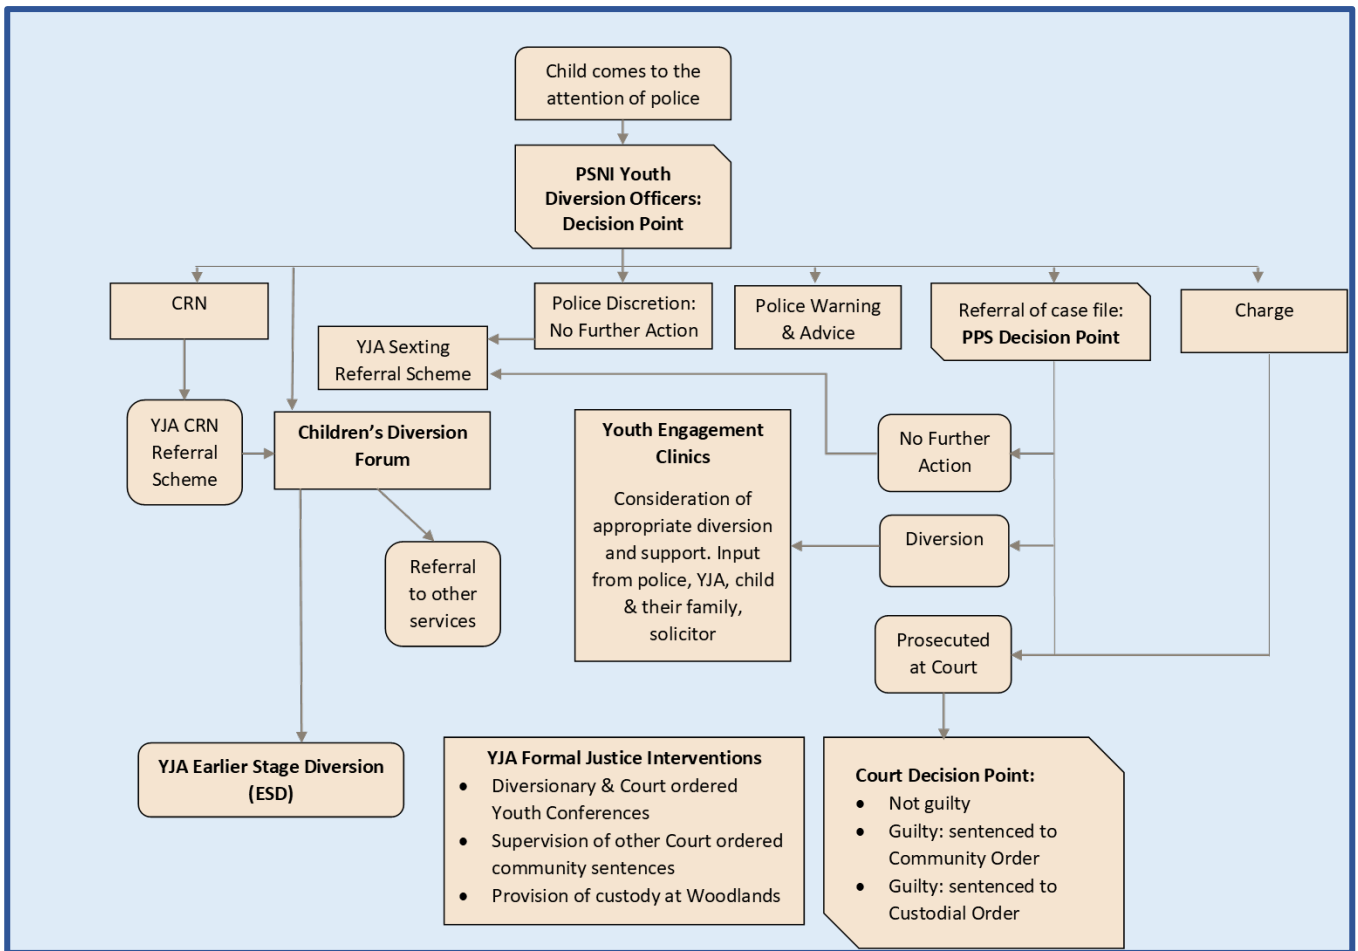 Child comes to the
attention of police
PSNI Youth
Diversion Officers:
Decision Point
CRN
Police Discretion:
No Further Action
Police Warning
& Advice
Referral of case file:
PPS Decision Point
Charge
YJA Sexting
Referral Scheme
YJA CRN
Referral
Scheme
Children’s Diversion
Forum
Youth Engagement
Clinics
Consideration of
appropriate diversion
and support. Input
from police, YJA, child
& their family,
solicitor
No Further
Action
Diversion
Referral
to other
services
Prosecuted
at Court
YJA Earlier Stage Diversion
(ESD)
YJA Formal Justice Interventions
● Diversionary & Court ordered
Youth Conferences
● Supervision of other Court ordered
community sentences
● Provision of custody at Woodlands
Court Decision Point:
● Not guilty
● Guilty: sentenced to
Community Order
● Guilty: sentenced to
Custodial Order